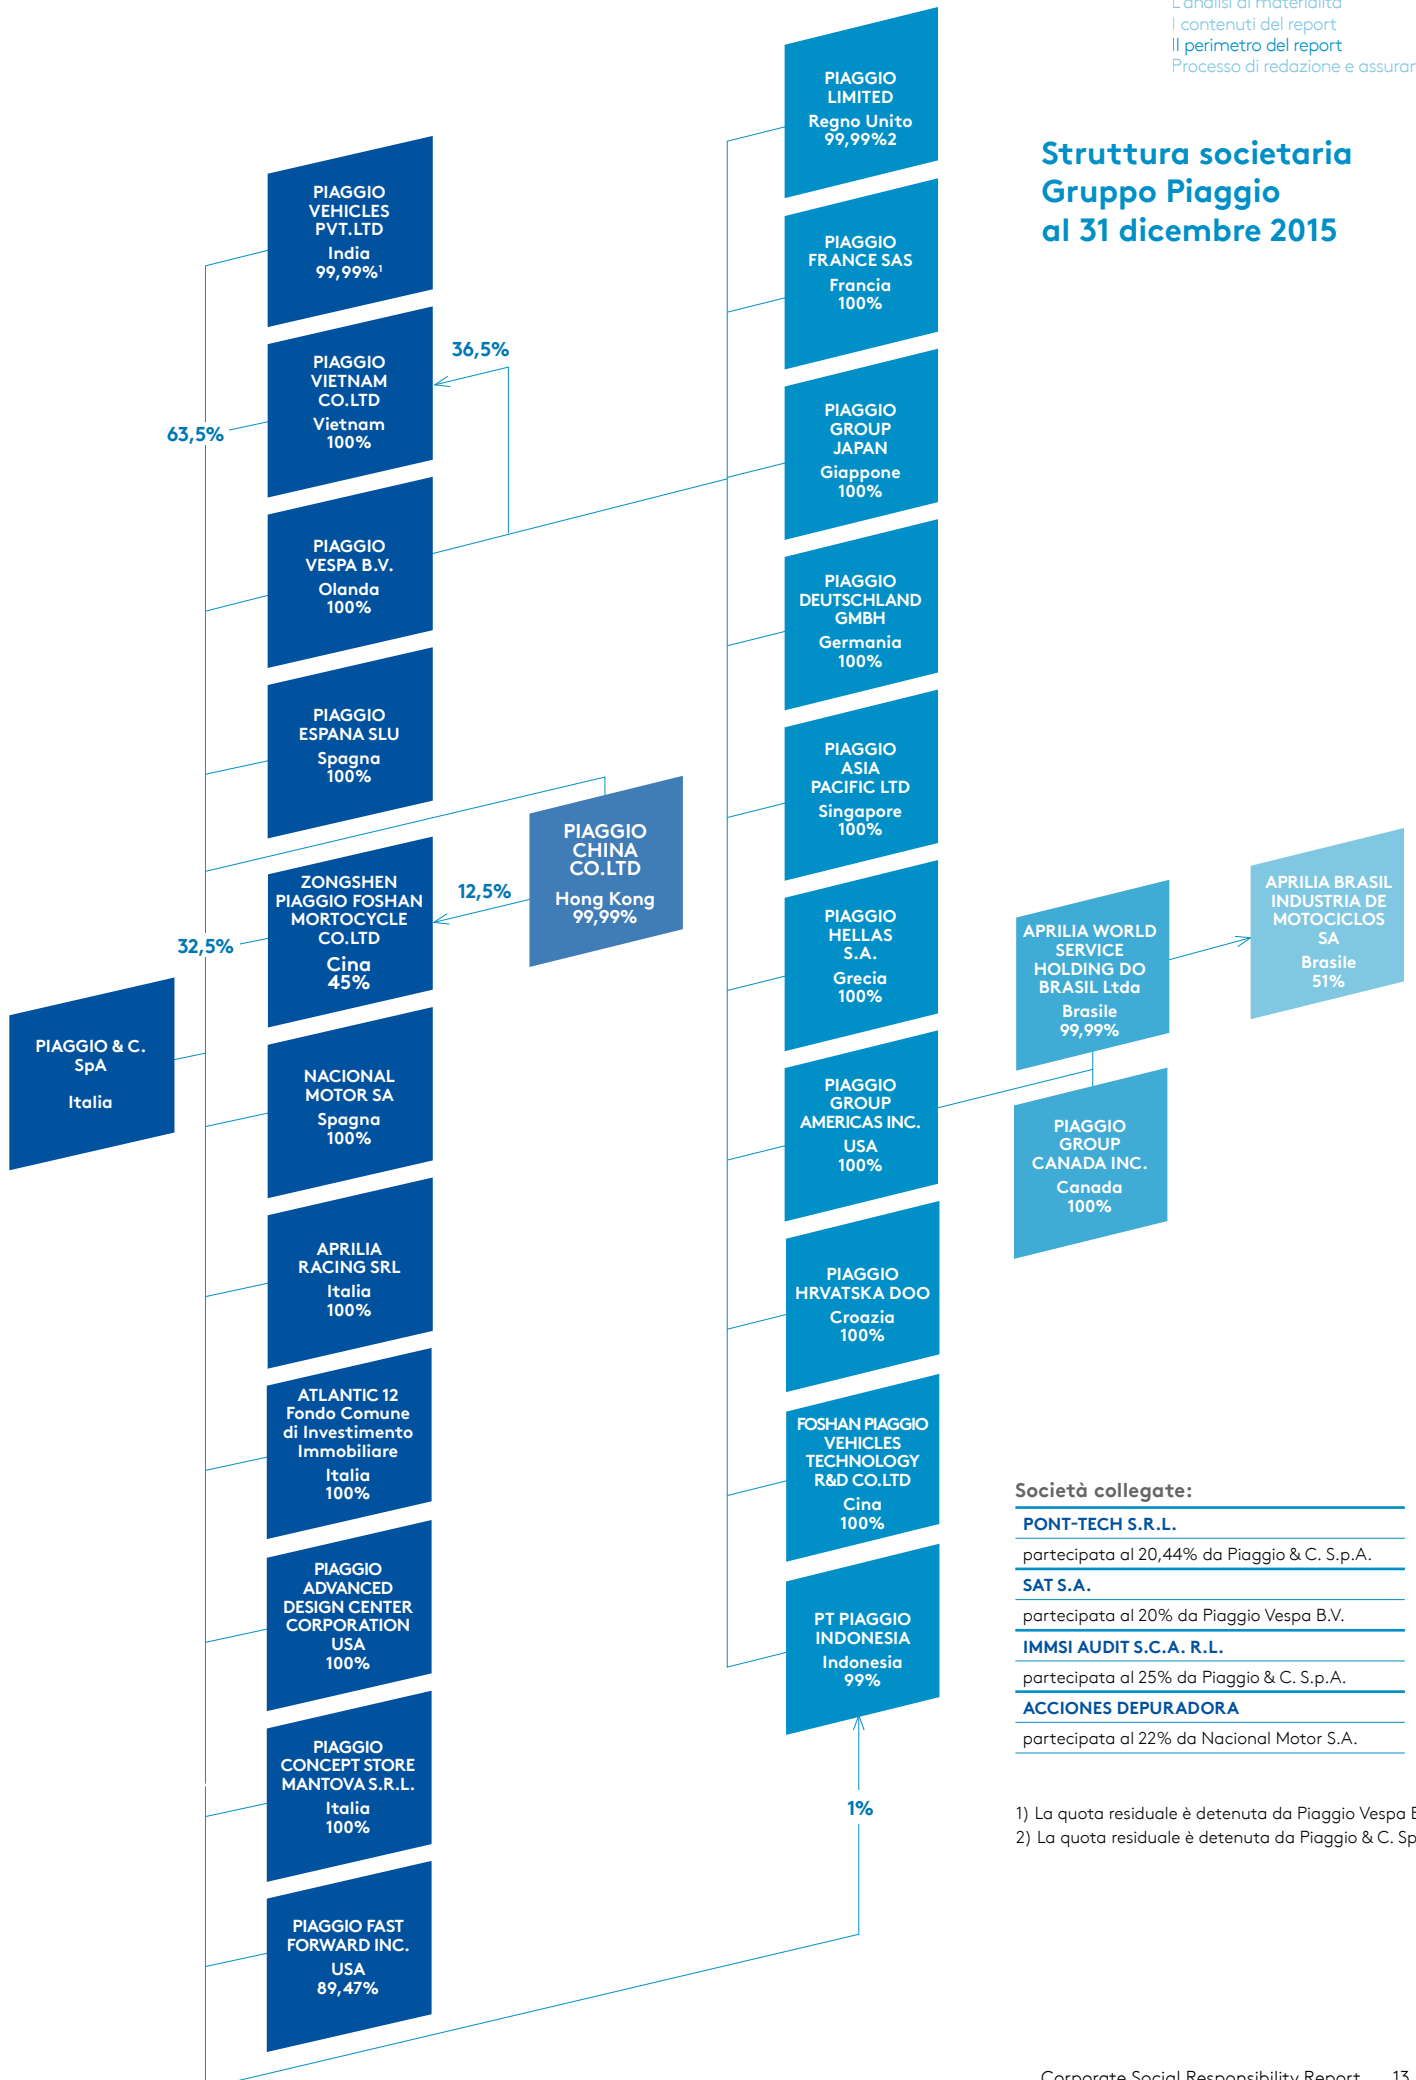 L'analisi di materialità
I contenuti del report
Il perimetro del report
Processo di redazione e
Struttura societaria
Gruppo Piaggio
al 31 dicembre 2015
PIAGGIO
VEHICLES
PVT.LTD
India
99,99%¹
PIAGGIO
VIETNAM
CO.LTD
Vietnam
100%
36,5%
63,5%
PIAGGIO
VESPA B.V.
Olanda
100%
PIAGGIO
ESPANA SLU
Spagna
100%
ZONGSHEN
PIAGGIO FOSHAN
MORTOCYCLE
CO.LTD
Cina
45%
12,5%
32,5%
PIAGGIO
CHINA
CO.LTD
Hong Kong
99,99%
PIAGGIO & C.
SpA
Italia
NACIONAL
MOTOR SA
Spagna
100%
APRILIA
RACING SRL
Italia
100%
ATLANTIC 12
Fondo Comune
di Investimento
Immobiliare
Italia
100%
PIAGGIO
ADVANCED
DESIGN CENTER
CORPORATION
USA
100%
PIAGGIO
CONCEPT STORE
MANTOVA S.R.L.
Italia
100%
PIAGGIO FAST
FORWARD INC.
USA
89,47%
PIAGGIO
LIMITED
Regno Unito
99,99%2
PIAGGIO
FRANCE SAS
Francia
100%
PIAGGIO
GROUP
JAPAN
Giappone
100%
PIAGGIO
DEUTSCHLAND
GMBH
Germania
100%
PIAGGIO
ASIA
PACIFIC LTD
Singapore
100%
PIAGGIO
HELLAS
S.A.
Grecia
100%
PIAGGIO
GROUP
AMERICAS INC.
USA
100%
PIAGGIO
HRVATSKA DOO
Croazia
100%
FOSHAN PIAGGIO
VEHICLES
TECHNOLOGY
R&D CO.LTD
Cina
100%
PT PIAGGIO
INDONESIA
Indonesia
99%
1%
APRILIA WORLD
SERVICE
HOLDING DO
BRASIL Ltda
Brasile
99,99%
APRILIA BRASIL
INDUSTRIA DE
MOTOCICLOS
SA
Brasile
51%
PIAGGIO
GROUP
CANADA INC.
Canada
100%
Società collegate:
PONT-TECH S.R.L.
partecipata al 20,44% da Piaggio & C. S.p.A.
SAT S.A.
partecipata al 20% da Piaggio Vespa B.V.
IMMSI AUDIT S.C.A. R.L.
partecipata al 25% da Piaggio & C. S.p.A.
ACCIONES DEPURADORA
partecipata al 22% da Nacional Motor S.A.
1) La quota residuale è detenuta da Piaggio Vespa
2) La quota residuale è detenuta da Piaggio & C. Sp
Corporate Social Responsibility Report 13